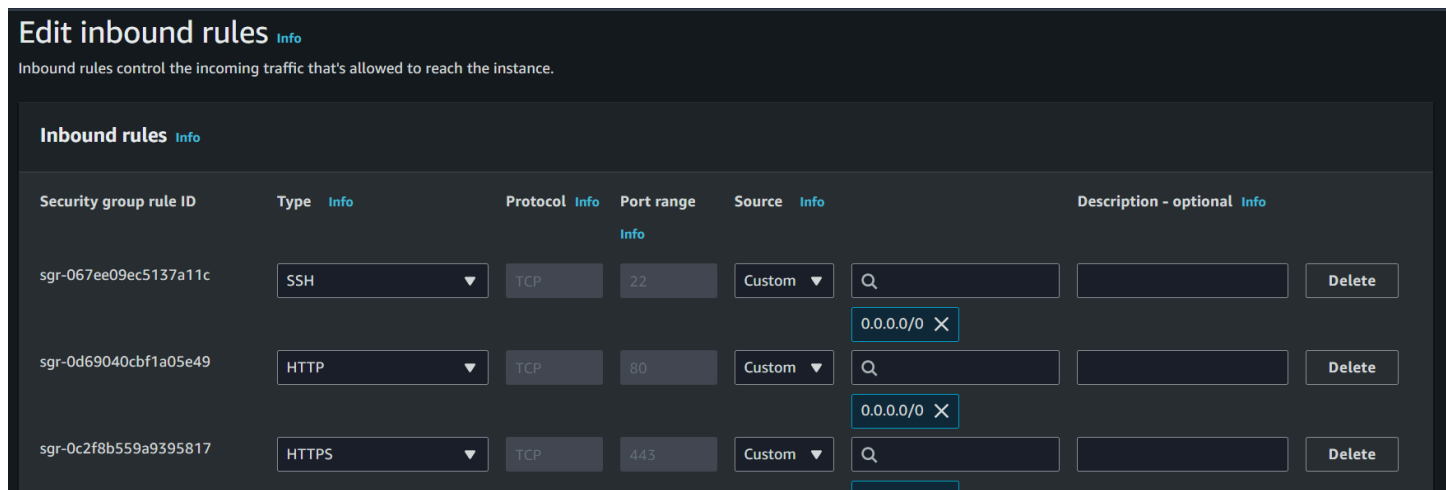 Edit inbound rules Info
Inbound rules control the incoming traffic that's allowed to reach the instance.
Inbound rules Info
Security group rule ID Type Info Protocol Info Port range Info Source Info Description - optional Info
sgr-067ee09ec5137a11c SSH TCP 22 Custom Delete
0.0.0.0/0
sgr-0d69040cbf1a05e49 HTTP TCP 80 Custom Delete
0.0.0.0/0
sgr-0c2f8b559a9395817 HTTPS TCP 443 Custom Delete